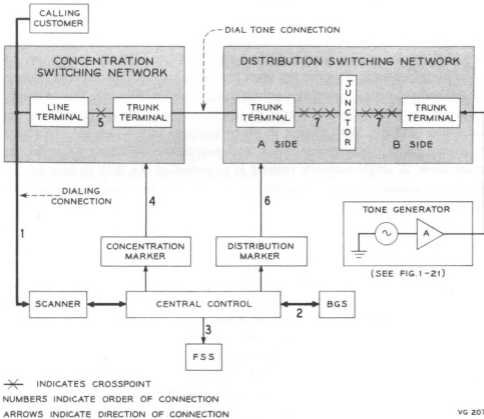 CALLING
CUSTOMER
DIAL TONE CONNECTION
CONCENTRATION
SWITCHING NETWORK
DISTRIBUTION SWITCHING NETWORK
LINE
TERMINAL
5
TRUNK
TERMINAL
TRUNK
TERMINAL
7
JUNCTOR
7
TRUNK
TERMINAL
A SIDE
B SIDE
DIALING
CONNECTION
1
4
6
TONE GENERATOR
A
(SEE FIG. 1-21)
CONCENTRATION
MARKER
DISTRIBUTION
MARKER
SCANNER
CENTRAL CONTROL
2
BGS
3
FSS
INDICATES CROSSPOINT
NUMBERS INDICATE ORDER OF CONNECTION
ARROWS INDICATE DIRECTION OF CONNECTION
VG 207